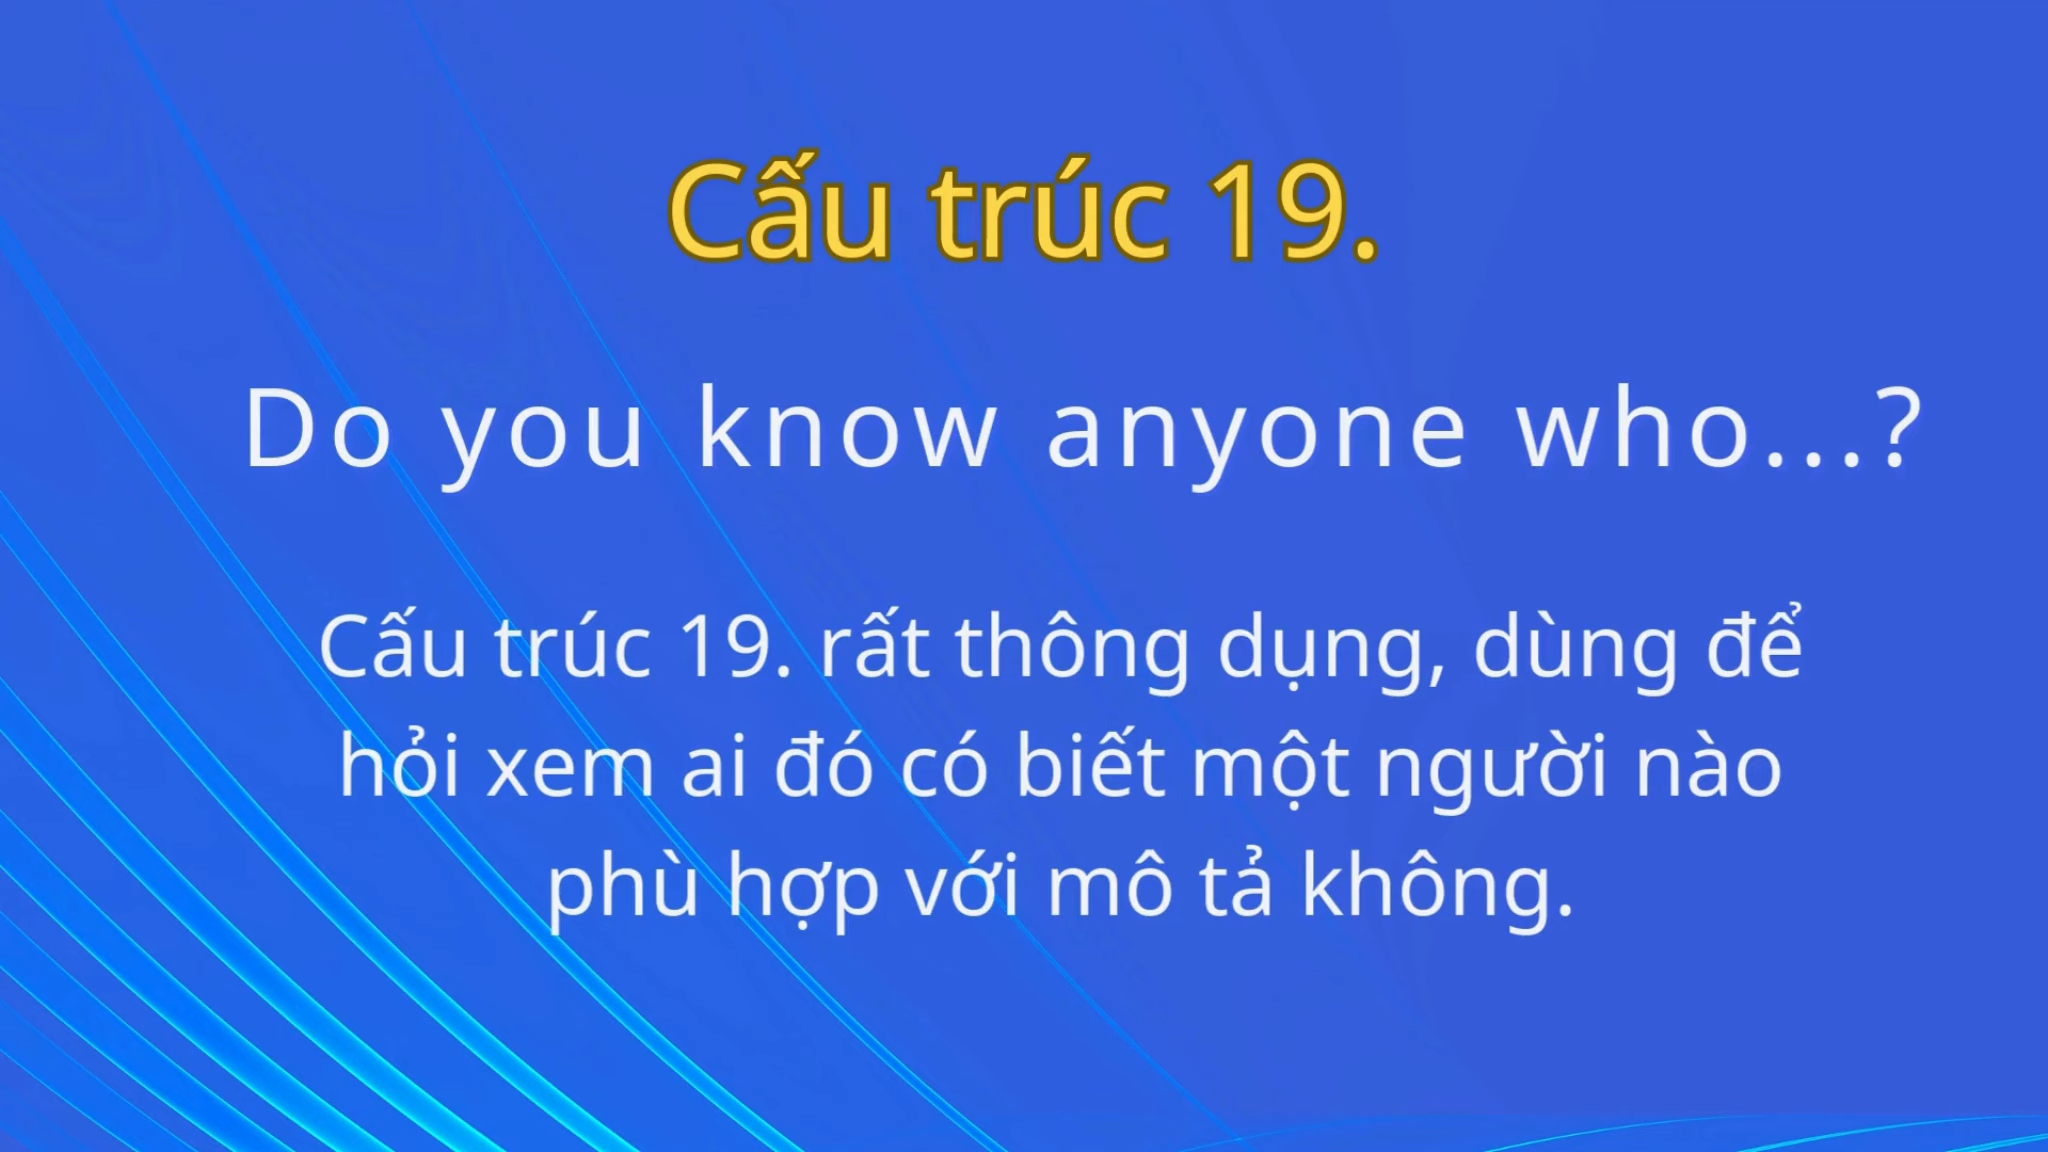 Cấu trúc 19.
Do you know anyone who...?
Cấu trúc 19. rất thông dụng, dùng để
hỏi xem ai đó có biết một người nào
phù hợp với mô tả không.